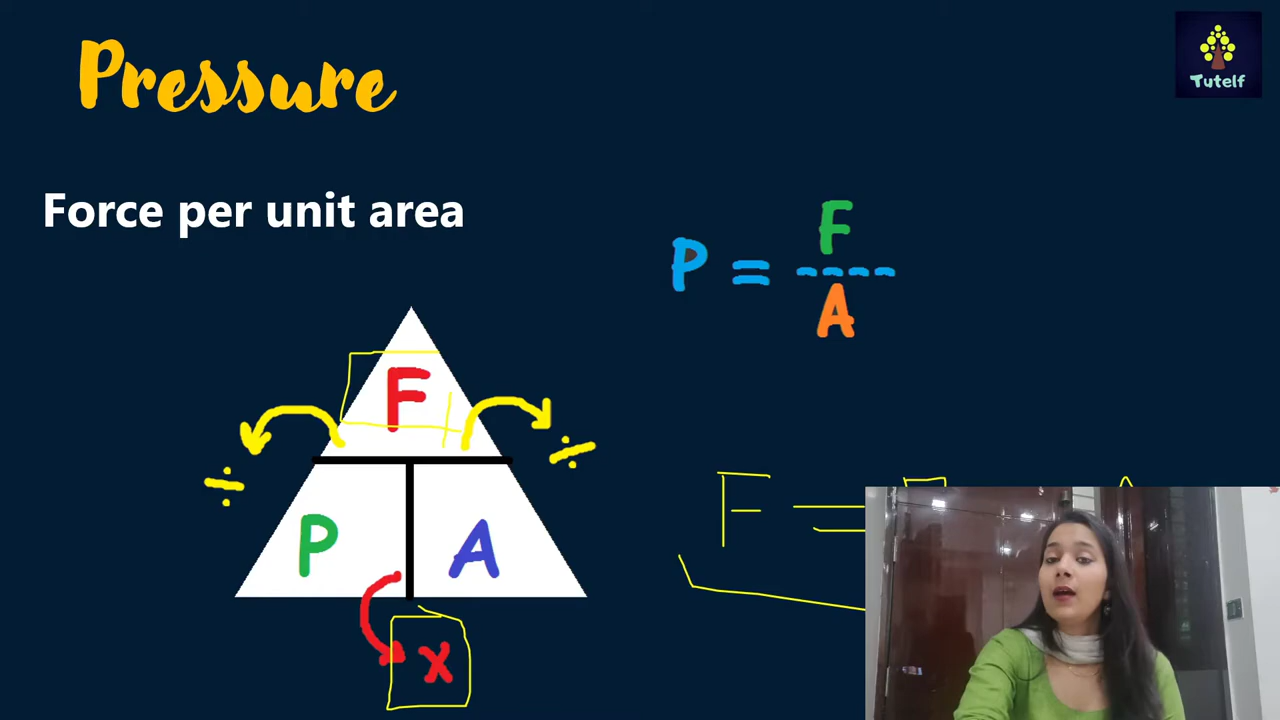 Pressure
Tutelf
Force per unit area
P = F
A
F
÷ ÷
P A
x
F =